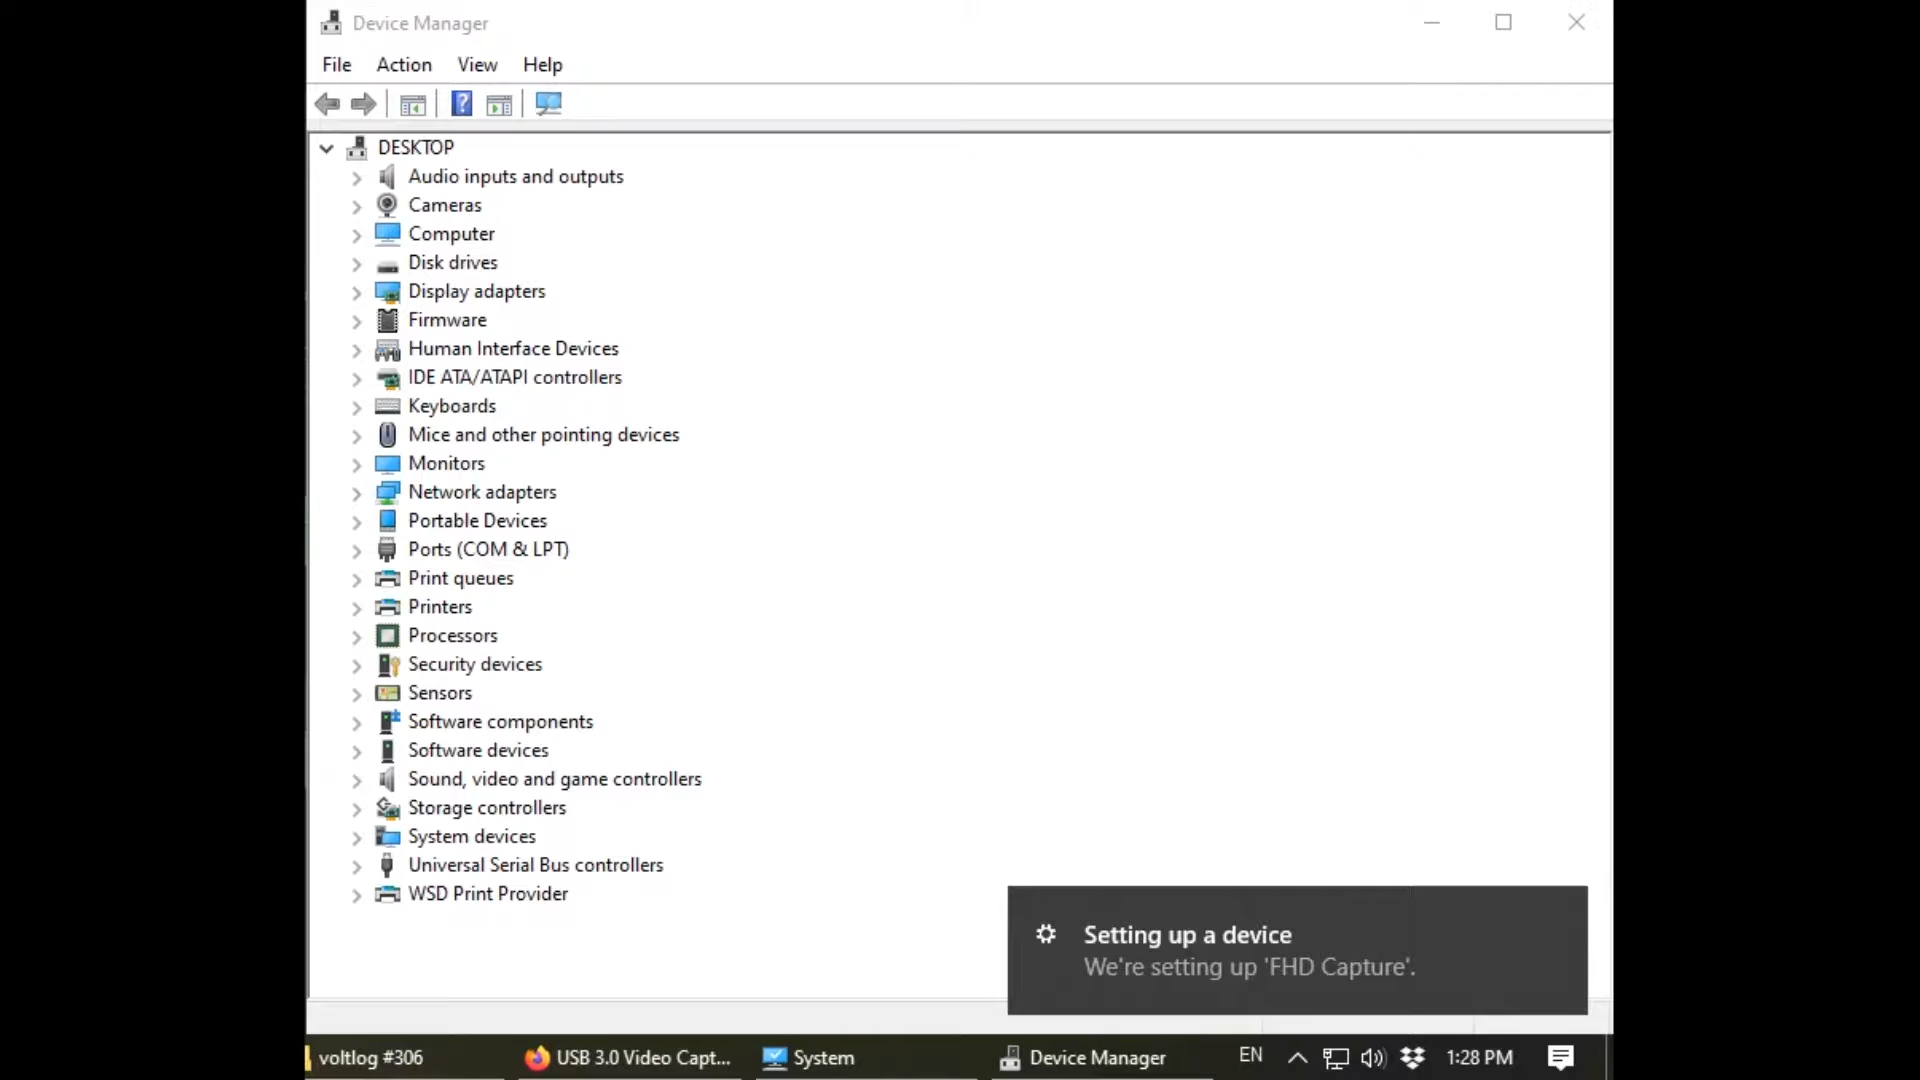 Device Manager
File Action View Help
DESKTOP
Audio inputs and outputs
Cameras
Computer
Disk drives
Display adapters
Firmware
Human Interface Devices
IDE ATA/ATAPI controllers
Keyboards
Mice and other pointing devices
Monitors
Network adapters
Portable Devices
Ports (COM & LPT)
Print queues
Printers
Processors
Security devices
Sensors
Software components
Software devices
Sound, video and game controllers
Storage controllers
System devices
Universal Serial Bus controllers
WSD Print Provider
Setting up a device
We're setting up 'FHD Capture'.
voltlog #306 USB 3.0 Video Capt... System Device Manager EN 1:28 PM